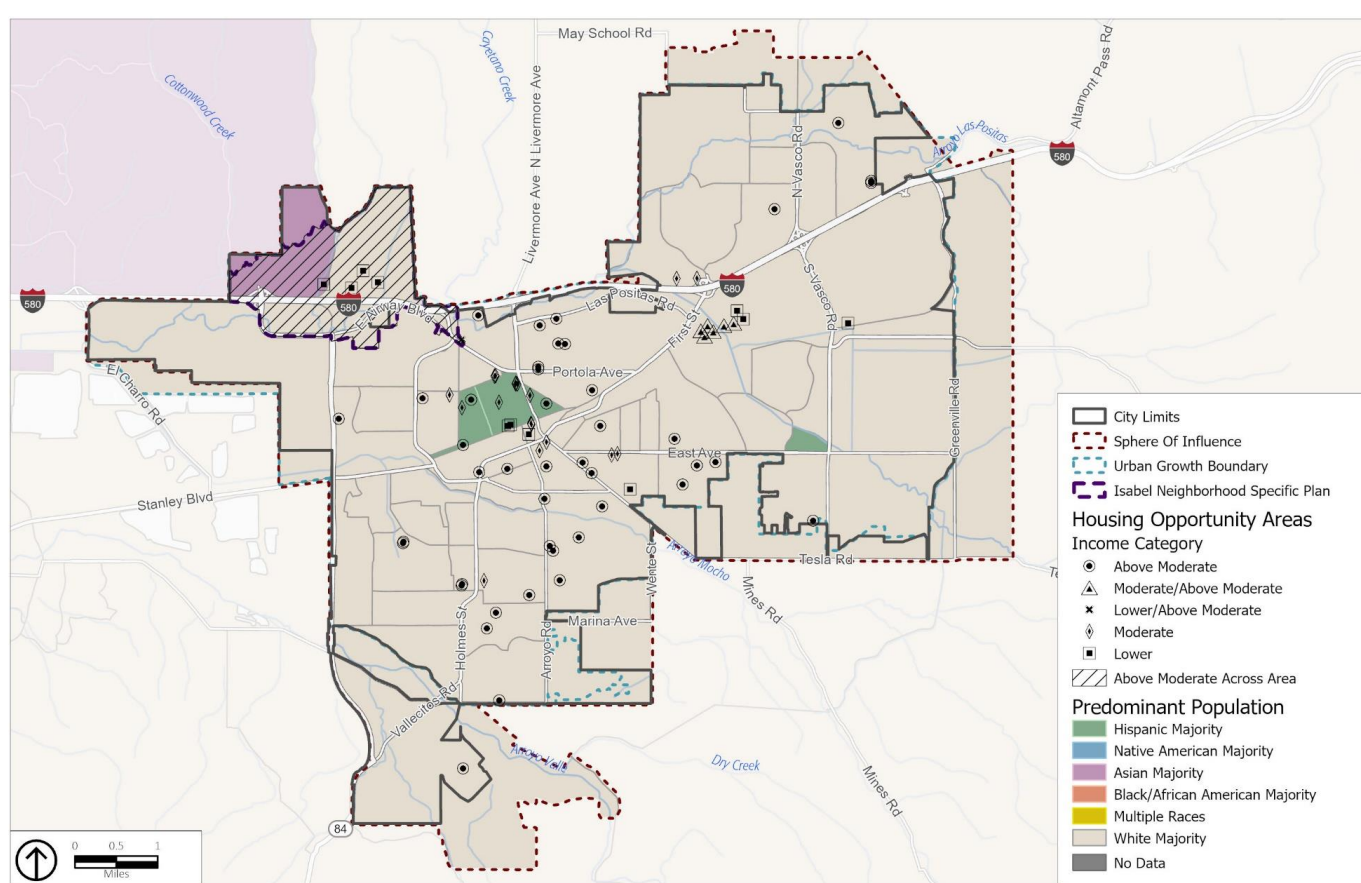 May School Rd
Cayetano Creek
Cottonwood Creek
Livermore Ave
N Livermore Ave
Altamont Pass Rd
Arroyo Las Positas
N-Vasco Rd
580
580
580
580
E Airway Blvd
Las Positas Rd
First St
S-Vasco Rd
Portola Ave
El Charro Rd
Greenville Rd
East Ave
Stanley Blvd
Arroyo Mocho
Tesla Rd
Te
Wente St
Mines Rd
Marina Ave
Holmes St
Arroyo Rd
Vallecitos Rd
Arroyo Valle
Dry Creek
Mines Rd
84
0 0.5 1
Miles
City Limits
Sphere Of Influence
Urban Growth Boundary
Isabel Neighborhood Specific Plan
Housing Opportunity Areas
Income Category
Above Moderate
Moderate/Above Moderate
Lower/Above Moderate
Moderate
Lower
Above Moderate Across Area
Predominant Population
Hispanic Majority
Native American Majority
Asian Majority
Black/African American Majority
Multiple Races
White Majority
No Data